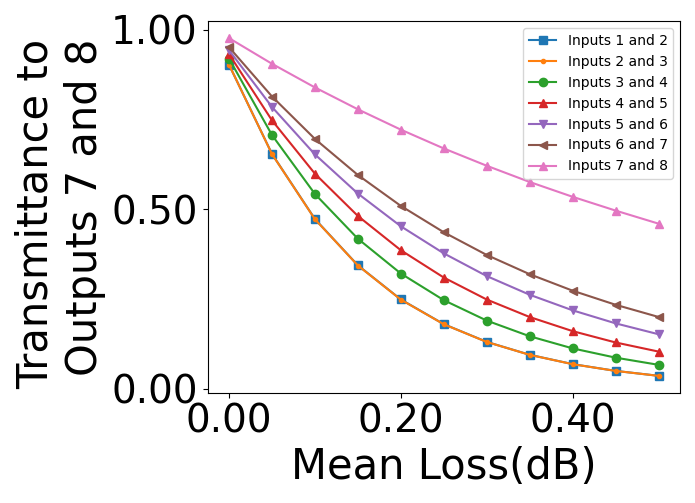 Transmittance to
Outputs 7 and 8
1.00
0.50
0.00
0.00 0.20 0.40
Mean Loss(dB)
Inputs 1 and 2
Inputs 2 and 3
Inputs 3 and 4
Inputs 4 and 5
Inputs 5 and 6
Inputs 6 and 7
Inputs 7 and 8